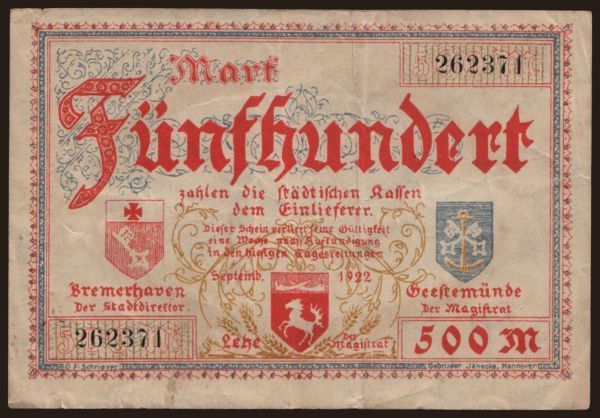 262371
Mark
Fünfhundert
zahlen die städtischen Kassen
dem Einlieferer.
Dieser Schein verliert seine Gültigkeit
eine Woche nach Aufkündigung
in den hiesigen Tageszeitungen
Septemb. 1922
Bremerhaven
Der Stadtdirektor
Geestemünde
Der Magistrat
Lehe
Der
Magistrat
262371
500 M
F. Schriever
Gebrüder Jänecke, Hannover